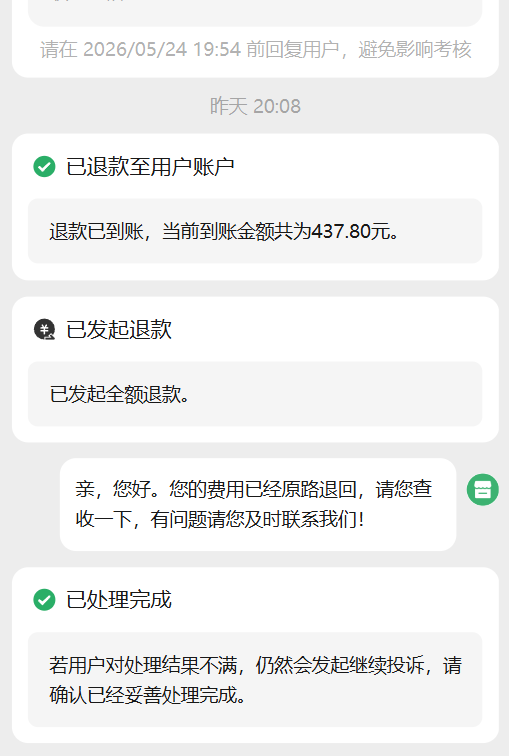 请在 2026/05/24 19:54 前回复用户，避免影响考核
昨天 20:08
已退款至用户账户
退款已到账，当前到账金额共为437.80元。
已发起退款
已发起全额退款。
亲，您好。您的费用已经原路退回，请您查
收一下，有问题请您及时联系我们！
已处理完成
若用户对处理结果不满，仍然会发起继续投诉，请
确认已经妥善处理完成。